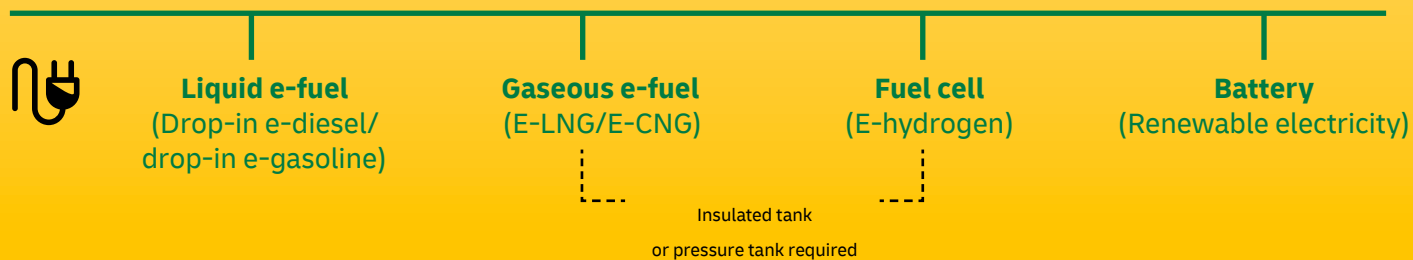 Liquid e-fuel
(Drop-in e-diesel/
drop-in e-gasoline)
Gaseous e-fuel
(E-LNG/E-CNG)
Fuel cell
(E-hydrogen)
Battery
(Renewable electricity)
Insulated tank
or pressure tank required